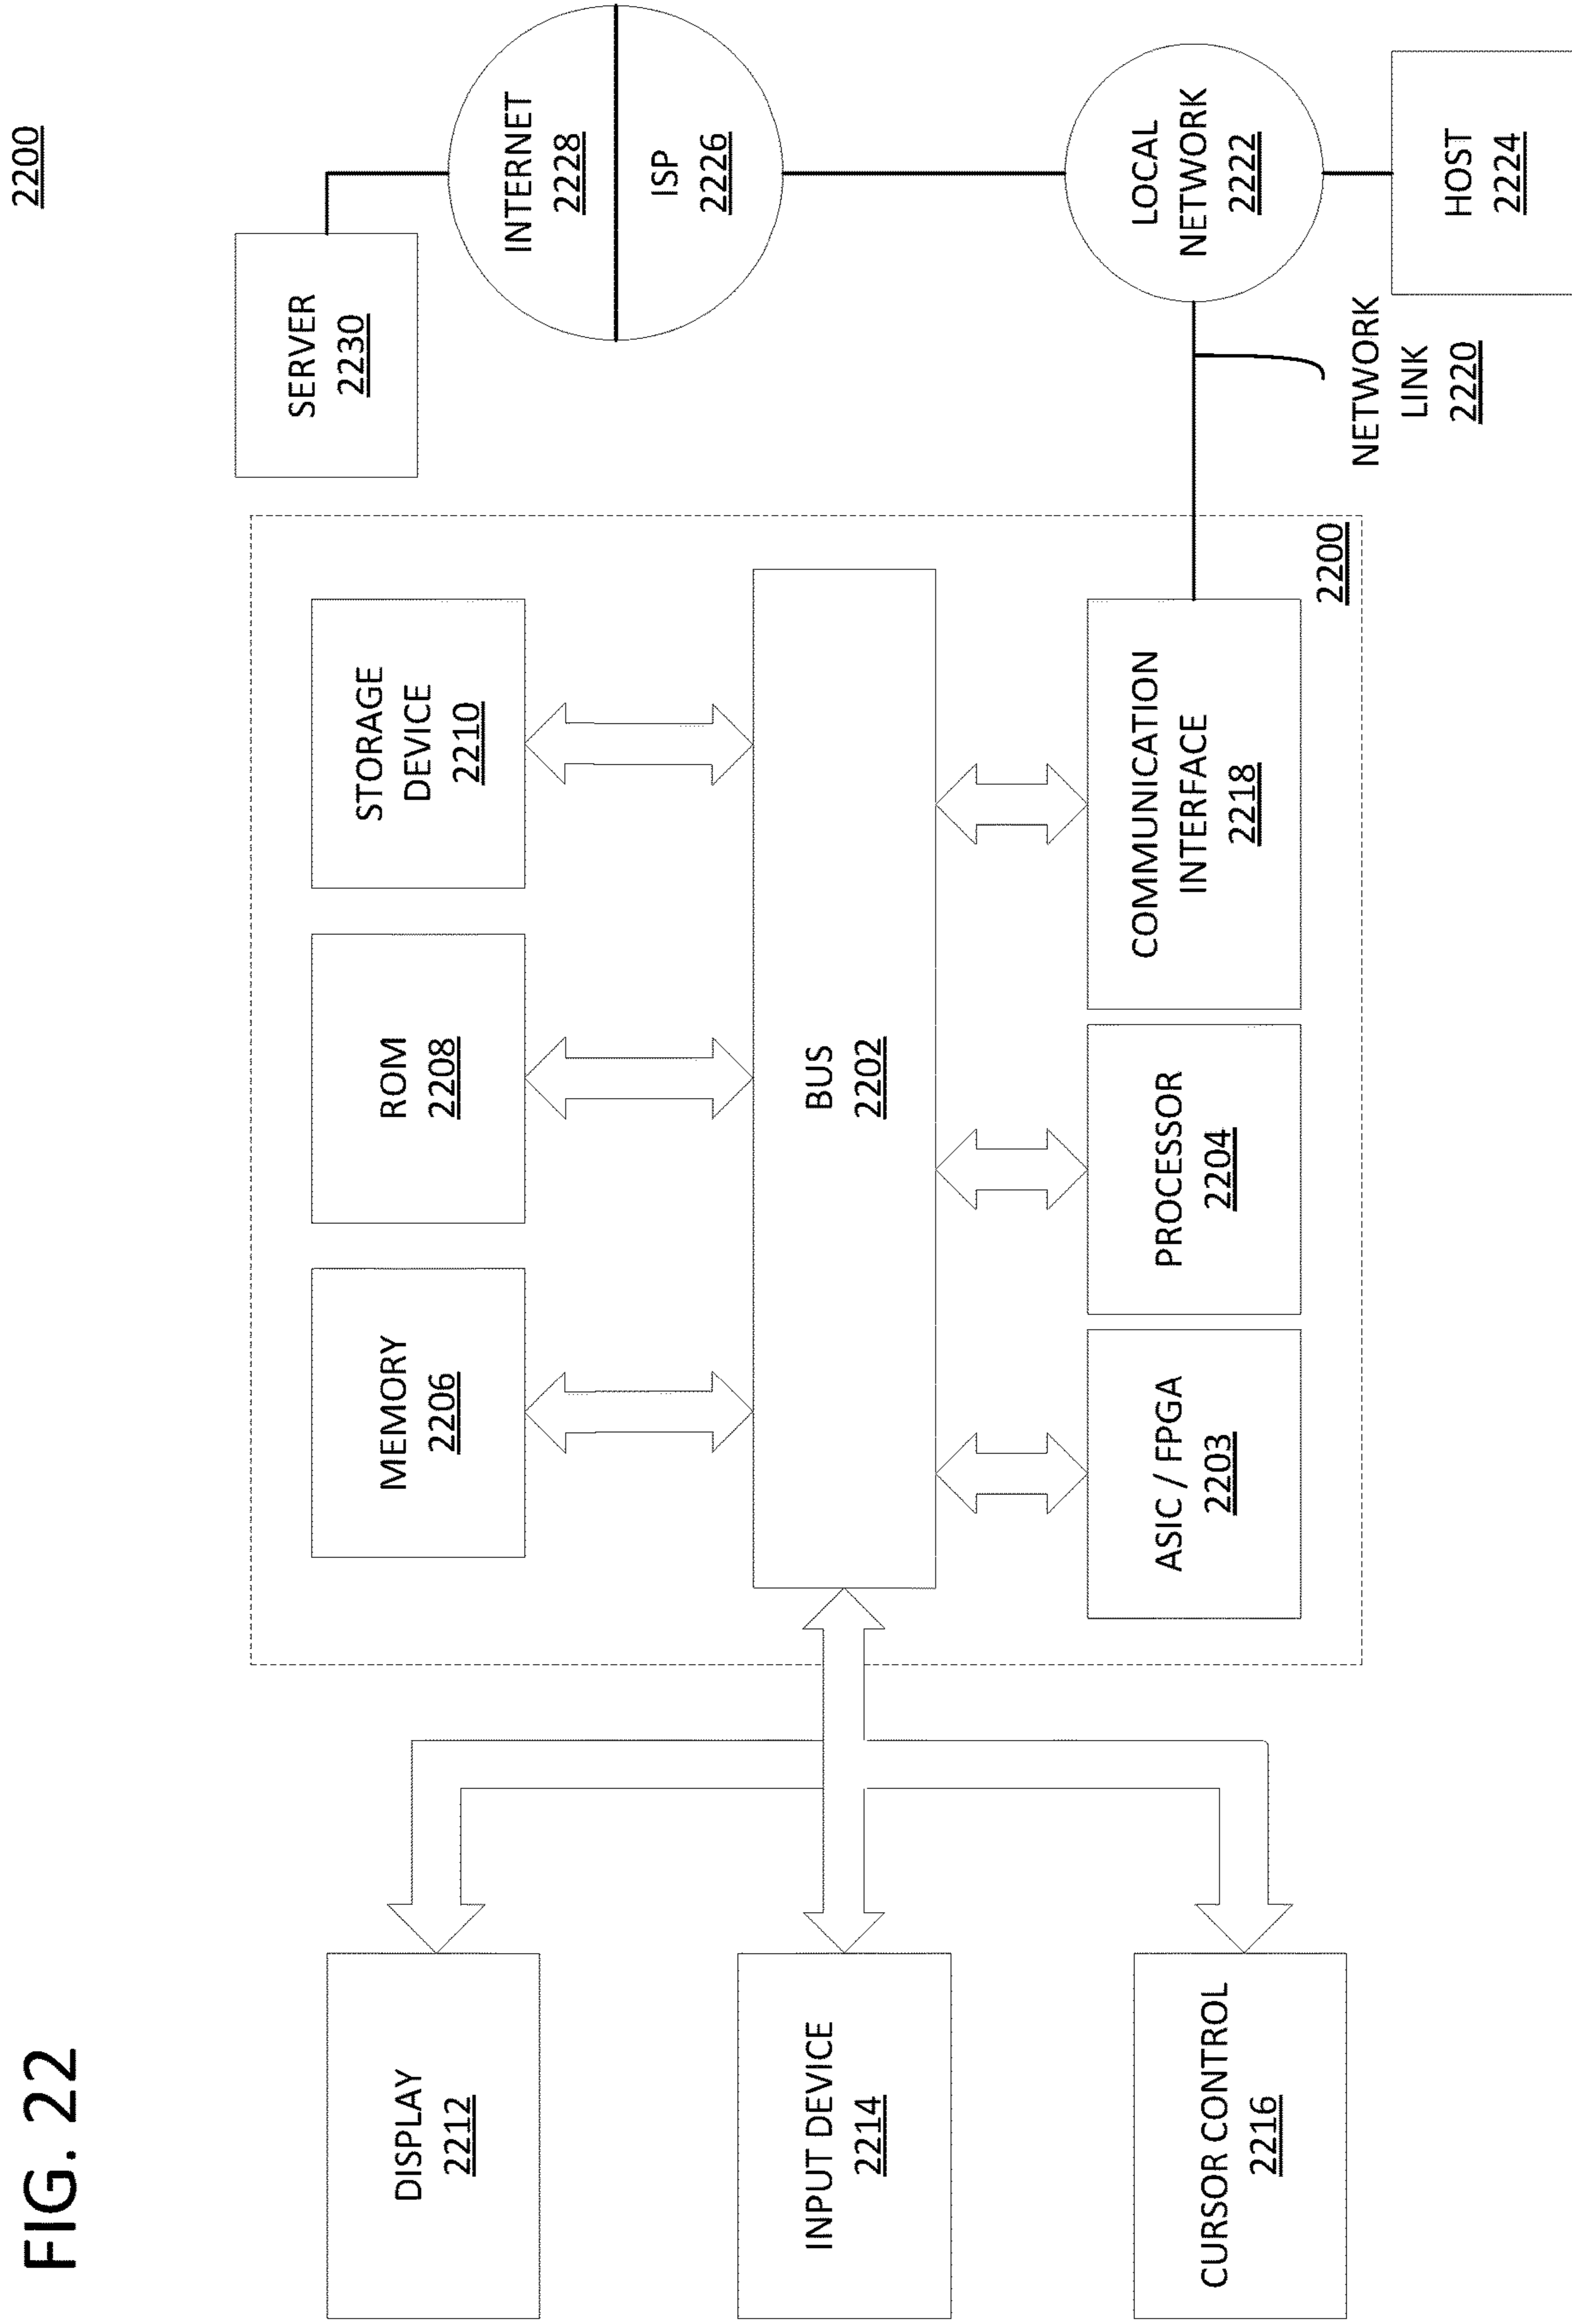 FIG. 22
2200
DISPLAY
2212
INPUT DEVICE
2214
CURSOR CONTROL
2216
MEMORY
2206
ROM
2208
STORAGE
DEVICE
2210
BUS
2202
ASIC / FPGA
2203
PROCESSOR
2204
COMMUNICATION
INTERFACE
2218
2200
SERVER
2230
INTERNET
2228
ISP
2226
LOCAL
NETWORK
2222
NETWORK
LINK
2220
HOST
2224